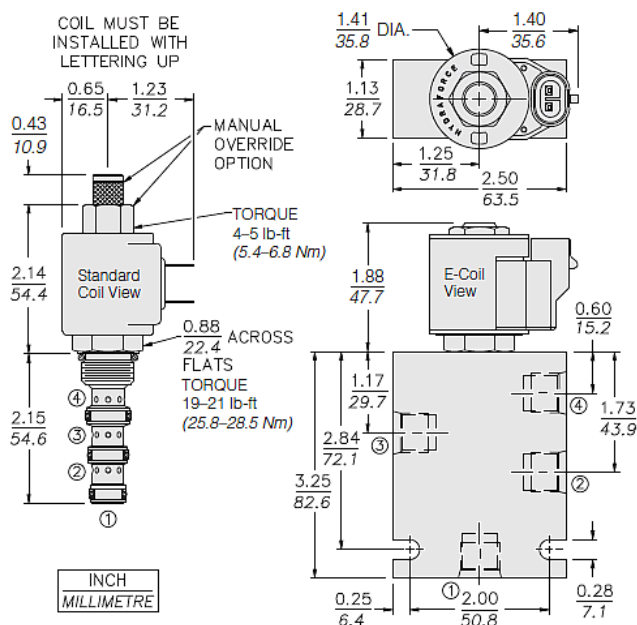 COIL MUST BE
INSTALLED WITH
LETTERING UP
0.65
16.5
1.23
31.2
0.43
10.9
MANUAL
OVERRIDE
OPTION
TORQUE
4–5 lb-ft
(5.4–6.8 Nm)
2.14
54.4
Standard
Coil View
0.88
22.4
ACROSS
FLATS
TORQUE
19–21 lb-ft
(25.8–28.5 Nm)
2.15
54.6
④
③
②
①
INCH
MILLIMETRE
1.41
35.8
DIA.
1.40
35.6
1.13
28.7
HYDRAFORCE
1.25
31.8
2.50
63.5
1.88
47.7
E-Coil
View
0.60
15.2
1.17
29.7
④
③
1.73
43.9
2.84
72.1
②
3.25
82.6
①
0.25
6.4
2.00
50.8
0.28
7.1